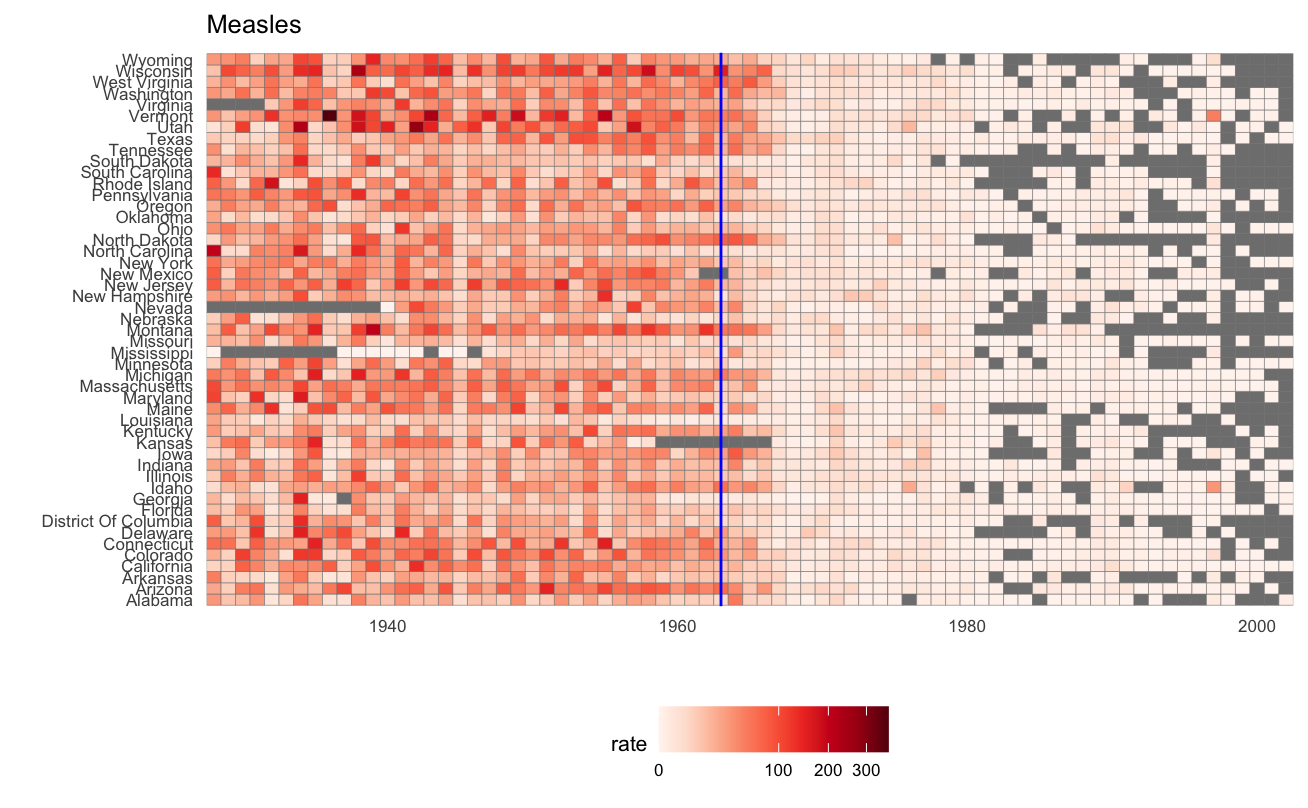 Measles
Wyoming
Wisconsin
West Virginia
Washington
Virginia
Vermont
Utah
Texas
Tennessee
South Dakota
South Carolina
Rhode Island
Pennsylvania
Oregon
Oklahoma
Ohio
North Dakota
North Carolina
New York
New Mexico
New Jersey
New Hampshire
Nevada
Nebraska
Montana
Missouri
Mississippi
Minnesota
Michigan
Massachusetts
Maryland
Maine
Louisiana
Kentucky
Kansas
Iowa
Indiana
Illinois
Idaho
Georgia
Florida
District Of Columbia
Delaware
Connecticut
Colorado
California
Arkansas
Arizona
Alabama
1940 1960 1980 2000
rate
0 100 200 300